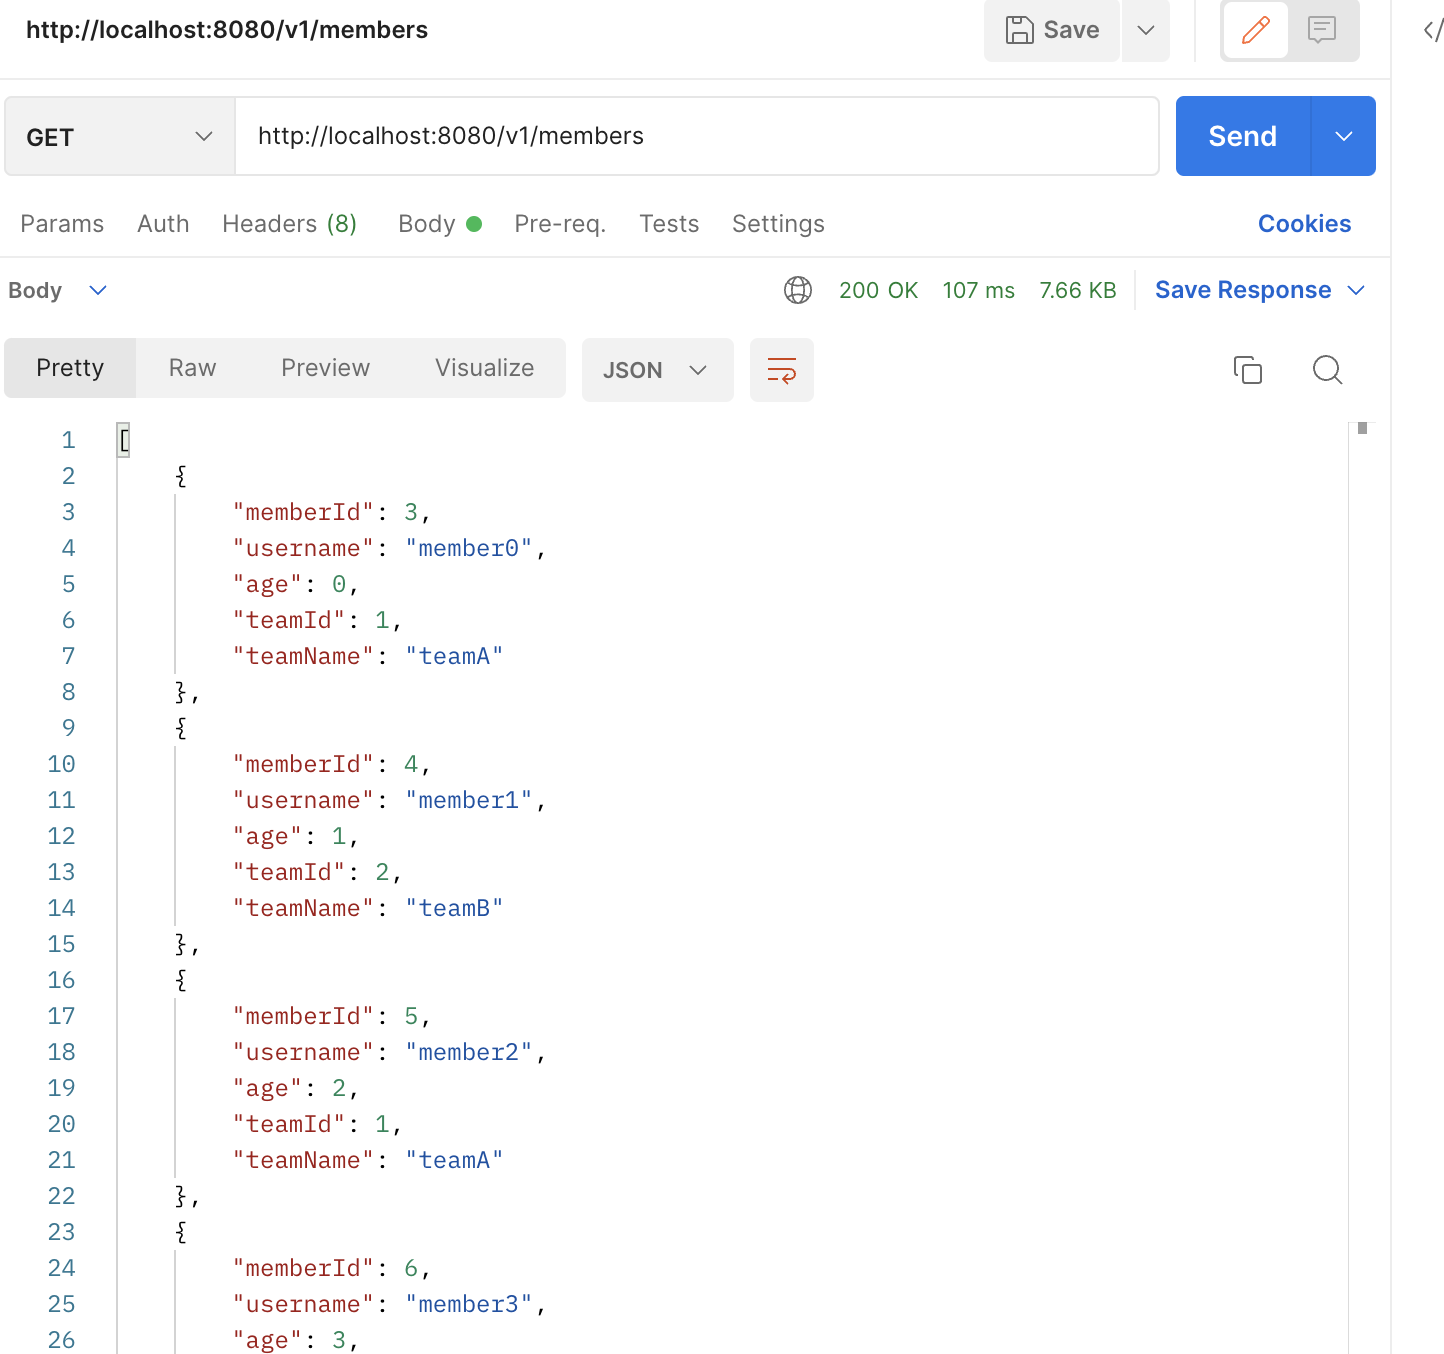 http://localhost:8080/v1/members Save
GET http://localhost:8080/v1/members Send
Params Auth Headers (8) Body Pre-req. Tests Settings Cookies
Body 200 OK 107 ms 7.66 KB Save Response
Pretty Raw Preview Visualize JSON
1 [
2 {
3 "memberId": 3,
4 "username": "member0",
5 "age": 0,
6 "teamId": 1,
7 "teamName": "teamA"
8 },
9 {
10 "memberId": 4,
11 "username": "member1",
12 "age": 1,
13 "teamId": 2,
14 "teamName": "teamB"
15 },
16 {
17 "memberId": 5,
18 "username": "member2",
19 "age": 2,
20 "teamId": 1,
21 "teamName": "teamA"
22 },
23 {
24 "memberId": 6,
25 "username": "member3",
26 "age": 3,